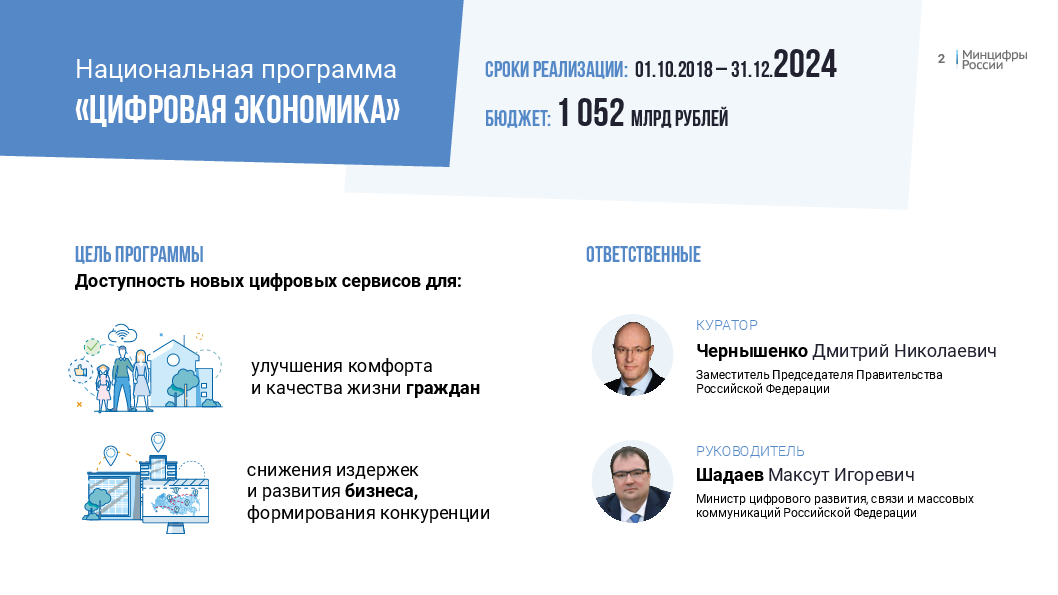 Национальная программа
«ЦИФРОВАЯ ЭКОНОМИКА»
СРОКИ РЕАЛИЗАЦИИ: 01.10.2018 – 31.12.2024
БЮДЖЕТ: 1 052 МЛРД РУБЛЕЙ
2
Минцифры
России
ЦЕЛЬ ПРОГРАММЫ
Доступность новых цифровых сервисов для:
улучшения комфорта
и качества жизни граждан
снижения издержек
и развития бизнеса,
формирования конкуренции
ОТВЕТСТВЕННЫЕ
КУРАТОР
Чернышенко Дмитрий Николаевич
Заместитель Председателя Правительства
Российской Федерации
РУКОВОДИТЕЛЬ
Шадаев Максут Игоревич
Министр цифрового развития, связи и массовых
коммуникаций Российской Федерации